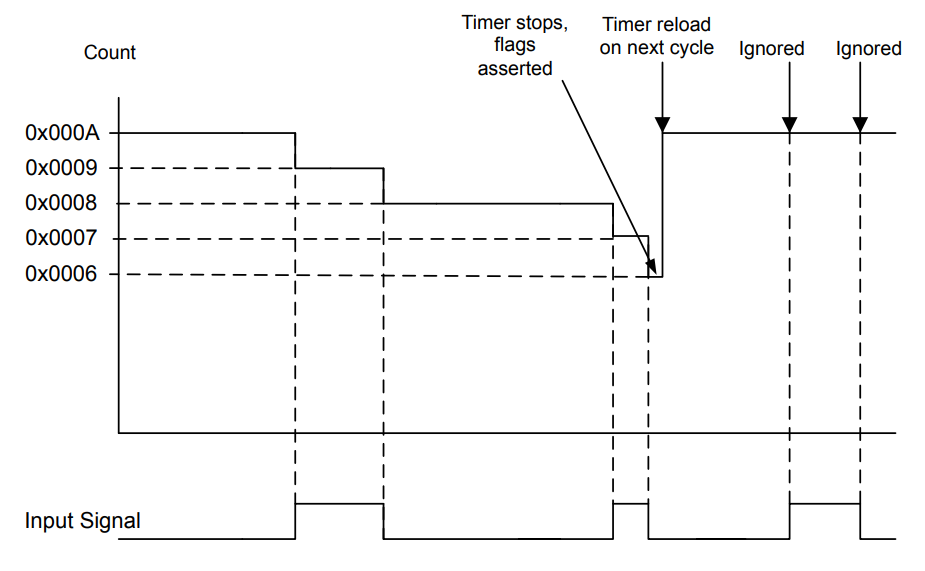 Timer stops,
flags
asserted
Timer reload
on next cycle
Ignored
Ignored
Count
0x000A
0x0009
0x0008
0x0007
0x0006
Input Signal